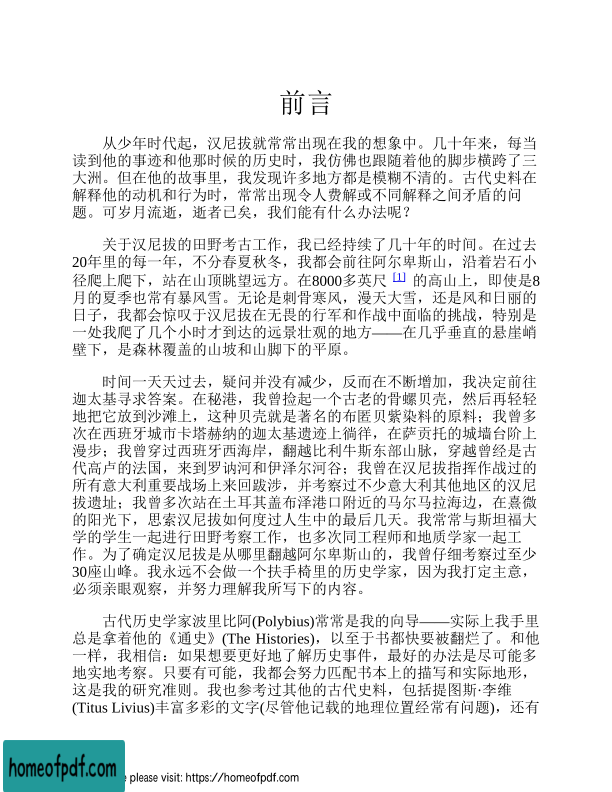 前言
从少年时代起，汉尼拔就常常出现在我的想象中。几十年来，每当
读到他的事迹和他那时候的历史时，我仿佛也跟随着他的脚步横跨了三
大洲。但在他的故事里，我发现许多地方都是模糊不清的。古代史料在
解释他的动机和行为时，常常出现令人费解或不同解释之间矛盾的问
题。可岁月流逝，逝者已矣，我们能有什么办法呢？
关于汉尼拔的田野考古工作，我已经持续了几十年的时间。在过去
20年里的每一年，不分春夏秋冬，我都会前往阿尔卑斯山，沿着岩石小
径爬上爬下，站在山顶眺望远方。在8000多英尺 [1] 的高山上，即使是8
月的夏季也常有暴风雪。无论是刺骨寒风，漫天大雪，还是风和日丽的
日子，我都会惊叹于汉尼拔在无畏的行军和作战中面临的挑战，特别是
一处我爬了几个小时才到达的远景壮观的地方——在几乎垂直的悬崖峭
壁下，是森林覆盖的山坡和山脚下的平原。
时间一天天过去，疑问并没有减少，反而在不断增加，我决定前往
迦太基寻求答案。在秘港，我曾捡起一个古老的骨螺贝壳，然后再轻轻
地把它放到沙滩上，这种贝壳就是著名的布匿贝紫染料的原料；我曾多
次在西班牙城市卡塔赫纳的迦太基遗迹上徜徉，在萨贡托的城墙台阶上
漫步；我曾穿过西班牙西海岸，翻越比利牛斯东部山脉，穿越曾经是古
代高卢的法国，来到罗讷河和伊泽尔河谷；我曾在汉尼拔指挥作战过的
所有意大利重要战场上来回跋涉，并考察过不少意大利其他地区的汉尼
拔遗址；我曾多次站在土耳其盖布泽港口附近的马尔马拉海边，在熹微
的阳光下，思索汉尼拔如何度过人生中的最后几天。我常常与斯坦福大
学的学生一起进行田野考察工作，也多次同工程师和地质学家一起工
作。为了确定汉尼拔是从哪里翻越阿尔卑斯山的，我曾仔细考察过至少
30座山峰。我永远不会做一个扶手椅里的历史学家，因为我打定主意，
必须亲眼观察，并努力理解我所写下的内容。
古代历史学家波里比阿(Polybius)常常是我的向导——实际上我手里
总是拿着他的《通史》(The Histories)，以至于书都快要被翻烂了。和他
一样，我相信：如果想要更好地了解历史事件，最好的办法是尽可能多
地实地考察。只要有可能，我都会努力匹配书本上的描写和实际地形，
这是我的研究准则。我也参考过其他的古代史料，包括提图斯·李维
(Titus Livius)丰富多彩的文字(尽管他记载的地理位置经常有问题)，还有
homeofpdf.com
e please visit: https://homeofpdf.com